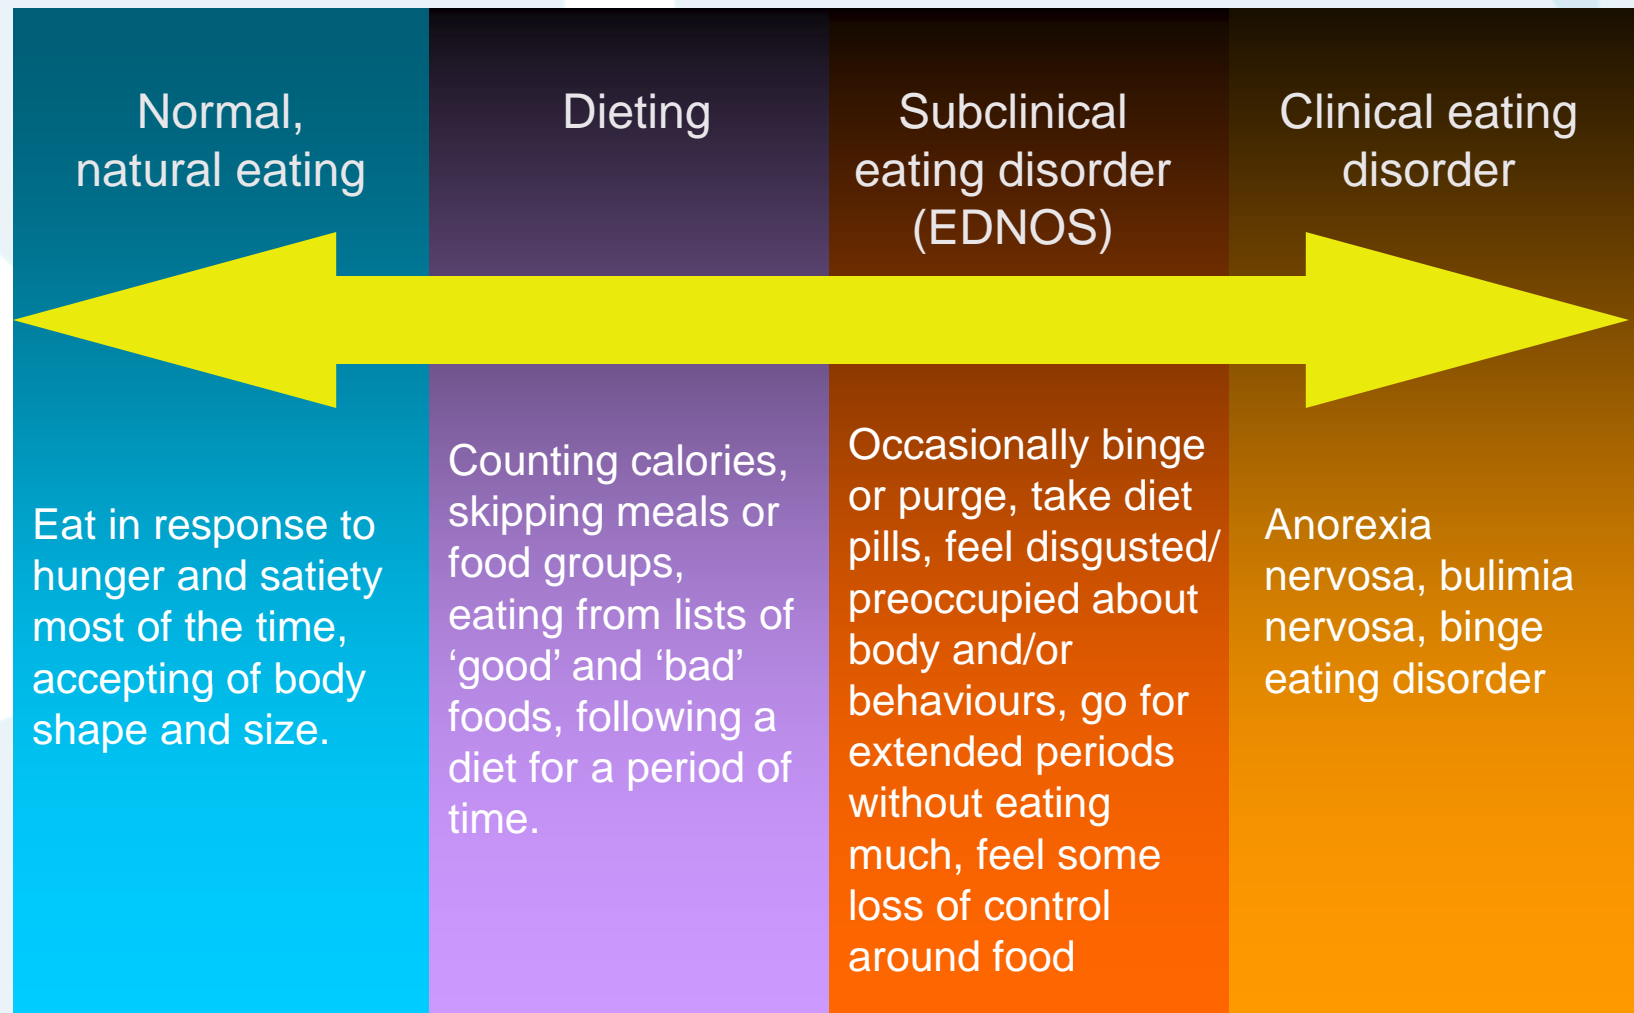 Normal,
natural eating
Dieting
Subclinical
eating disorder
(EDNOS)
Clinical eating
disorder
Eat in response to
hunger and satiety
most of the time,
accepting of body
shape and size.
Counting calories,
skipping meals or
food groups,
eating from lists of
‘good’ and ‘bad’
foods, following a
diet for a period of
time.
Occasionally binge
or purge, take diet
pills, feel disgusted/
preoccupied about
body and/or
behaviours, go for
extended periods
without eating
much, feel some
loss of control
around food
Anorexia
nervosa, bulimia
nervosa, binge
eating disorder